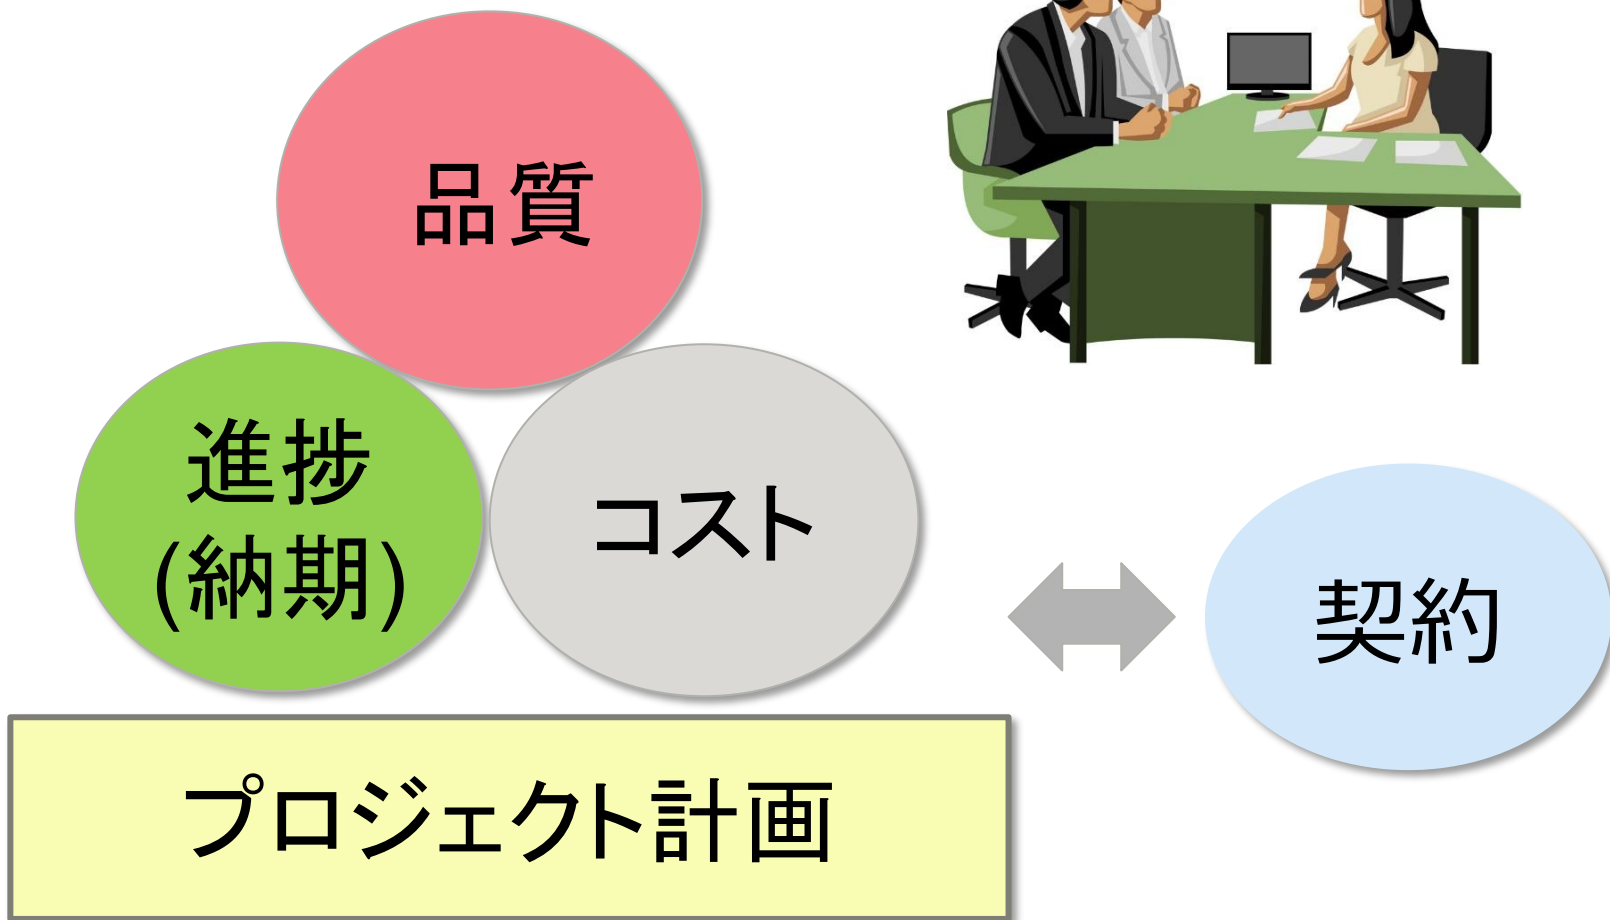 品質
進捗
(納期)
コスト
契約
プロジェクト計画